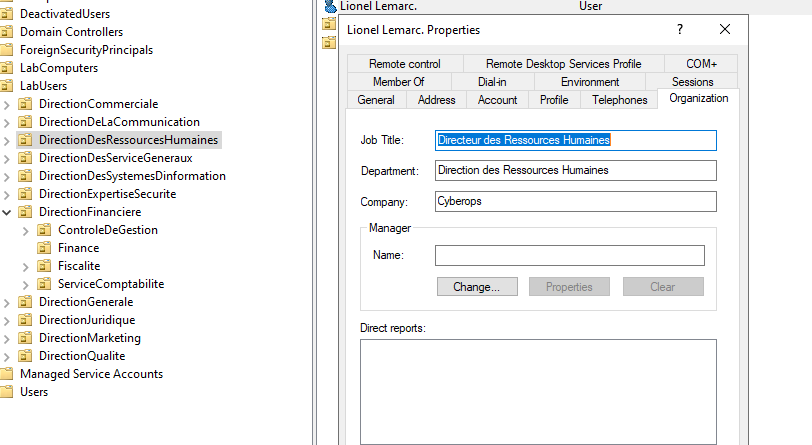 DeactivatedUsers
Domain Controllers
ForeignSecurityPrincipals
LabComputers
LabUsers
DirectionCommerciale
DirectionDeLaCommunication
DirectionDesRessourcesHumaines
DirectionDesServiceGeneraux
DirectionDesSystemesDinformation
DirectionExpertiseSecurite
DirectionFinanciere
ControleDeGestion
Finance
Fiscalite
ServiceComptabilite
DirectionGenerale
DirectionJuridique
DirectionMarketing
DirectionQualite
Managed Service Accounts
Users
Lionel Lemarc. User
Lionel Lemarc. Properties
? ×
Remote control Remote Desktop Services Profile COM+
Member Of Dial-in Environment Sessions
General Address Account Profile Telephones Organization
Job Title: Directeur des Ressources Humaines
Department: Direction des Ressources Humaines
Company: Cyberops
Manager
Name:
Change... Properties Clear
Direct reports: